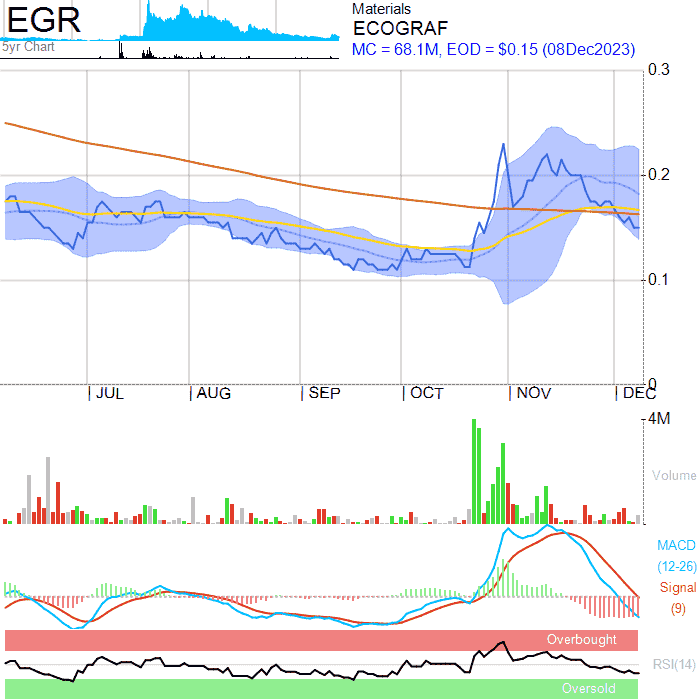 EGR
5yr Chart
Materials
ECOGRAF
MC = 68.1M, EOD = $0.15 (08Dec2023)
0.3
0.2
0.1
0
JUL AUG SEP OCT NOV DEC
4M
Volume
MACD
(12-26)
Signal
(9)
Overbought
RSI(14)
Oversold